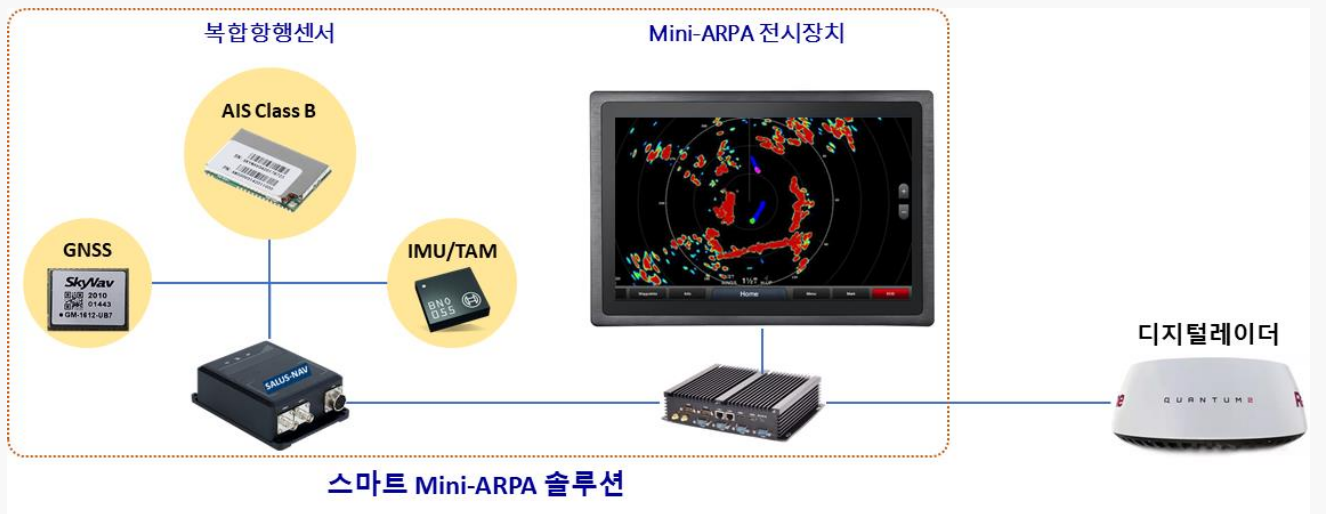 복합항행센서
Mini-ARPA 전시장치
AIS Class B
GNSS
SkyNav
2010
01443
GM-1612-UB7
IMU/TAM
BNO
055
SALUS-NAV
Home
Menu
디지털레이더
QUANTUM2
스마트 Mini-ARPA 솔루션